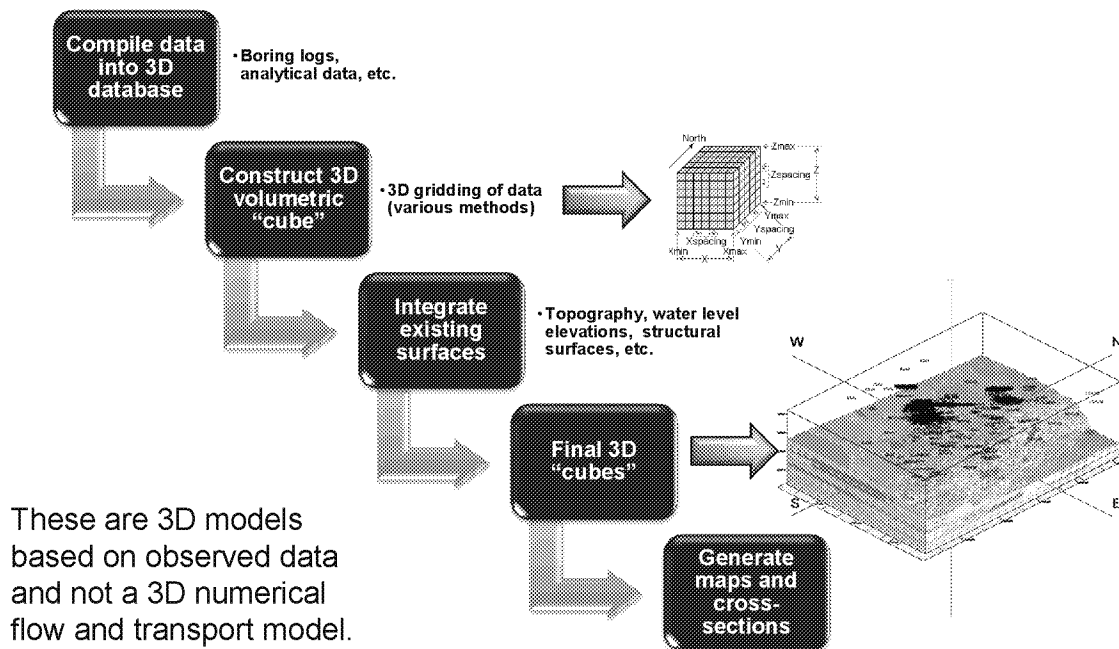 Compile data
into 3D
database
• Boring logs,
analytical data, etc.
Construct 3D
volumetric
“cube”
• 3D gridding of data
(various methods)
North
Zmax
Zspacing
Z
Zmin
Ymax
Yspacing
Ymin
Y
Xspacing
Xmin
Xmax
X
Integrate
existing
surfaces
• Topography, water level
elevations, structural
surfaces, etc.
W
N
Final 3D
“cubes”
S
E
These are 3D models
based on observed data
and not a 3D numerical
flow and transport model.
Generate
maps and
cross-
sections